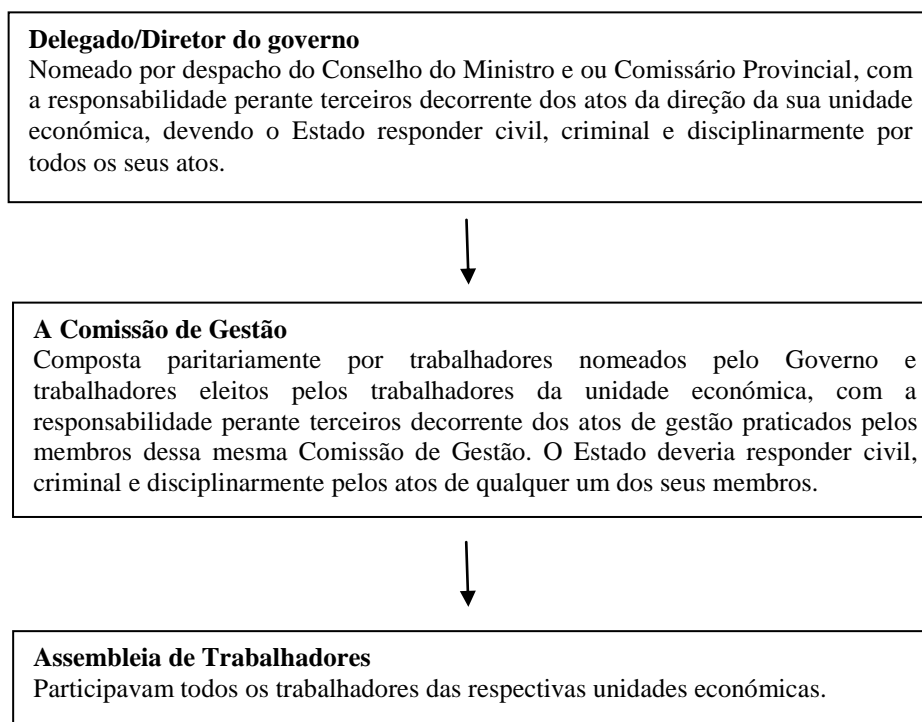 Delegado/Diretor do governo
Nomeado por despacho do Conselho do Ministro e ou Comissário Provincial, com
a responsabilidade perante terceiros decorrente dos atos da direção da sua unidade
económica, devendo o Estado responder civil, criminal e disciplinarmente por
todos os seus atos.
A Comissão de Gestão
Composta paritariamente por trabalhadores nomeados pelo Governo e
trabalhadores eleitos pelos trabalhadores da unidade económica, com a
responsabilidade perante terceiros decorrente dos atos de gestão praticados pelos
membros dessa mesma Comissão de Gestão. O Estado deveria responder civil,
criminal e disciplinarmente pelos atos de qualquer um dos seus membros.
Assembleia de Trabalhadores
Participavam todos os trabalhadores das respectivas unidades económicas.